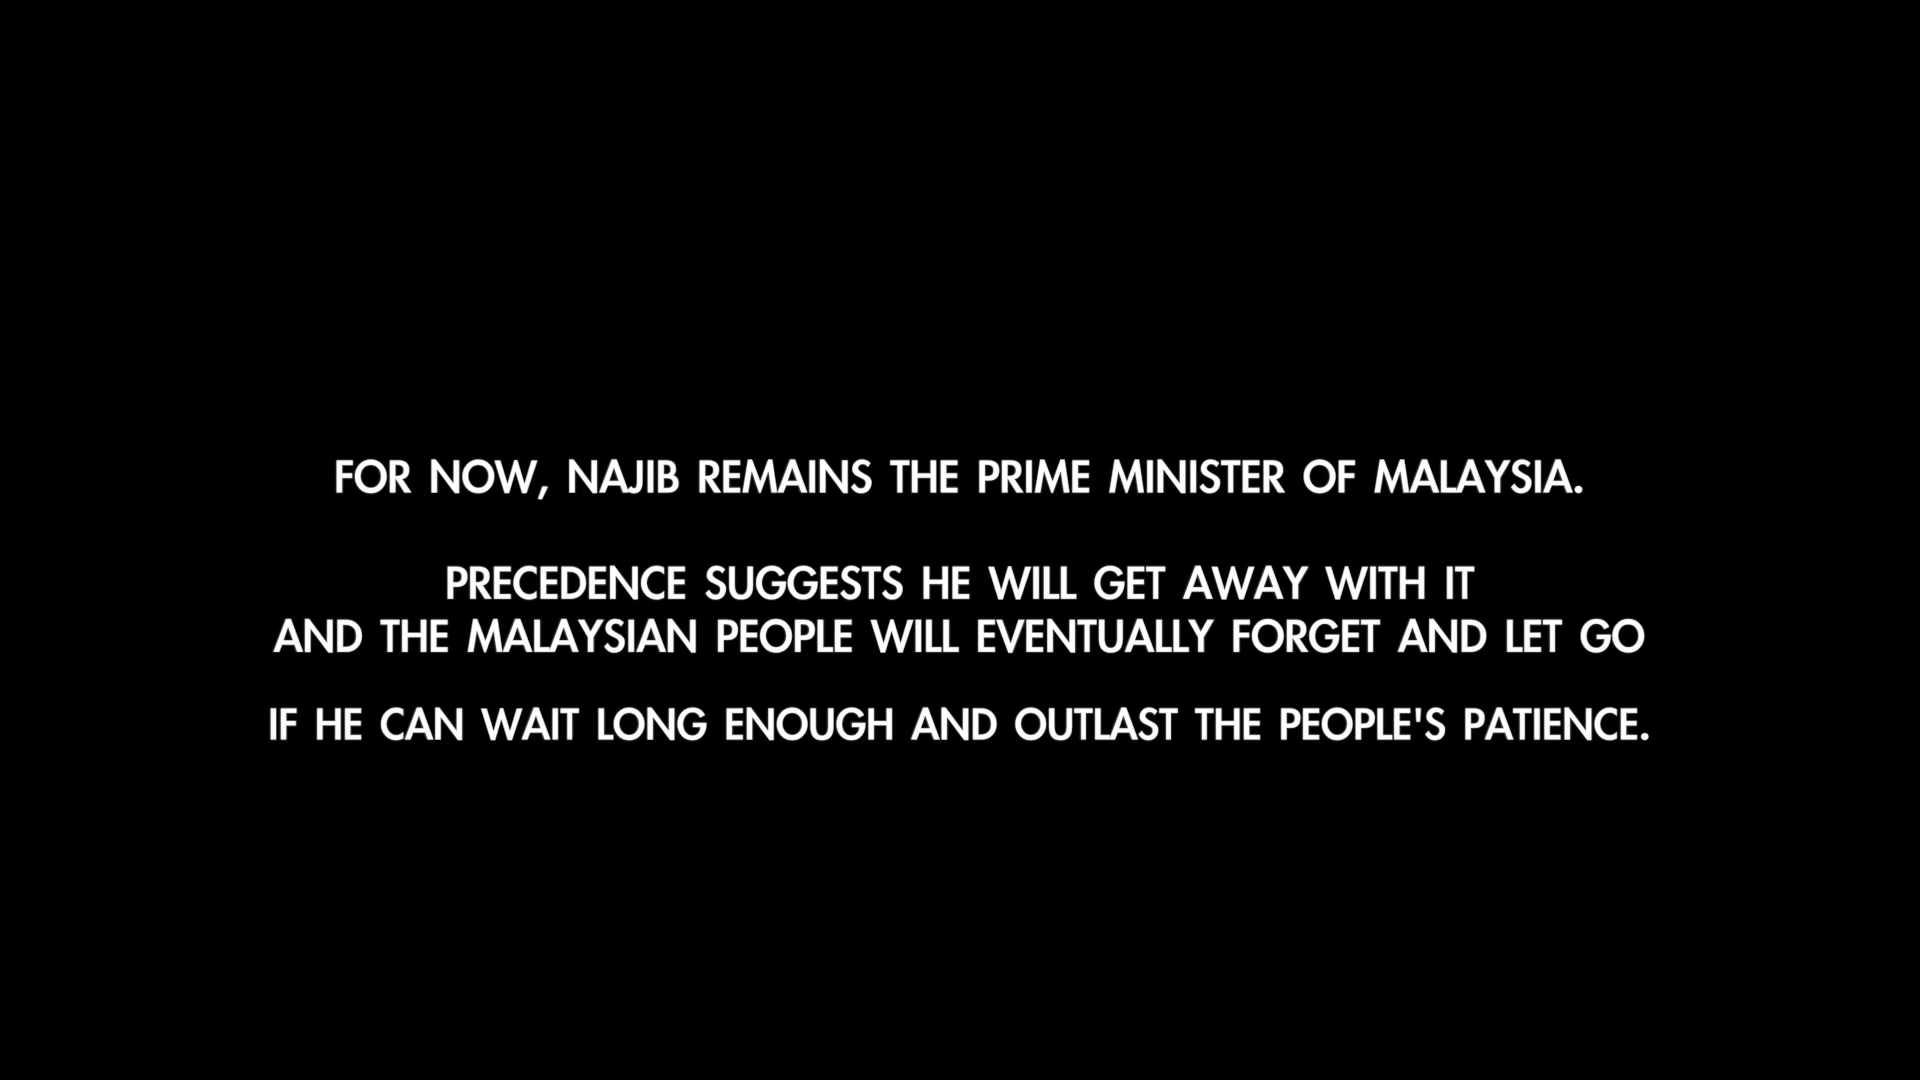 FOR NOW, NAJIB REMAINS THE PRIME MINISTER OF MALAYSIA.
PRECEDENCE SUGGESTS HE WILL GET AWAY WITH IT
AND THE MALAYSIAN PEOPLE WILL EVENTUALLY FORGET AND LET GO
IF HE CAN WAIT LONG ENOUGH AND OUTLAST THE PEOPLE'S PATIENCE.